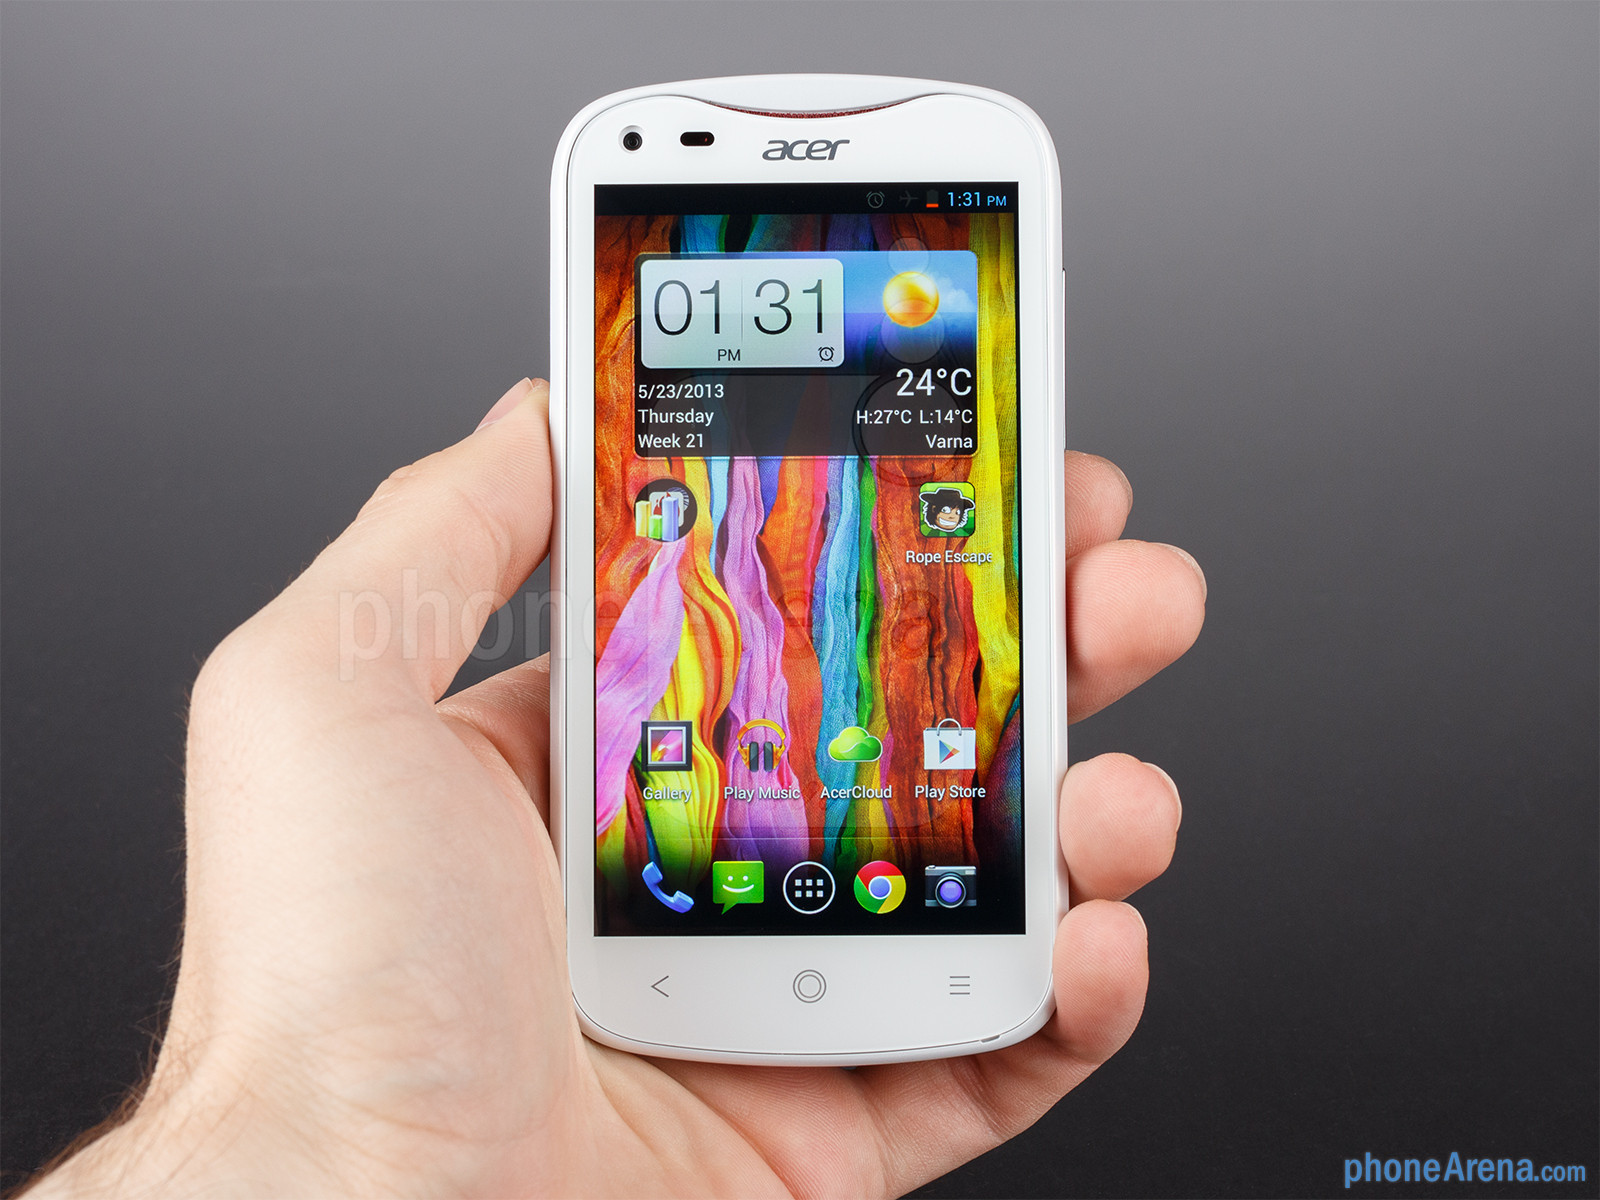 acer
1:31 PM
01 31
PM
5/23/2013
Thursday
Week 21
24°C
H:27°C L:14°C
Varna
Rope Escape
phoneArena
Gallery
Play Music
AcerCloud
Play Store
phoneArena.com